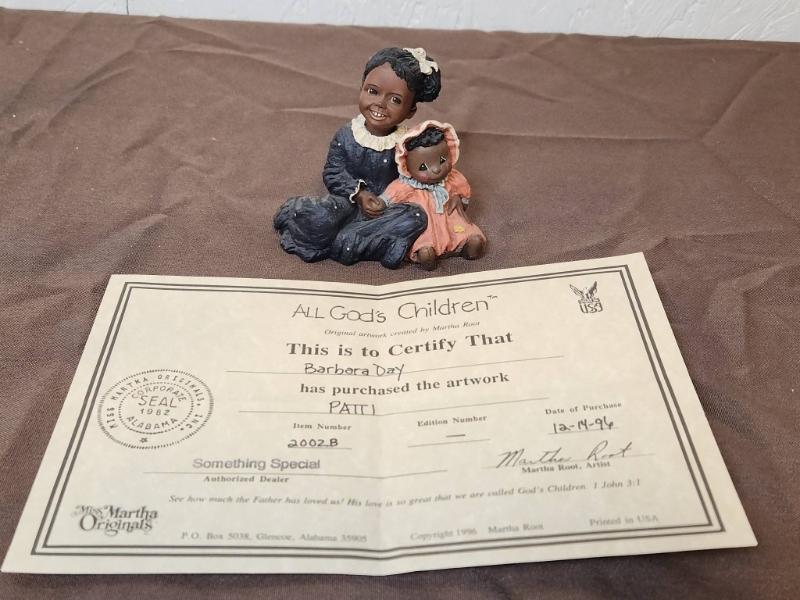 ALL God's Children™
Original artwork created by Martha Root
This is to Certify That
Barbara Day
has purchased the artwork
PATTI
MISS MARTHA ORIGINALS, INC.
CORPORATE
SEAL
1982
ALABAMA
Item Number
2002B
Edition Number
—
Date of Purchase
12-14-96
Something Special
Authorized Dealer
Martha Root
Martha Root, Artist
See how much the Father has loved us! His love is so great that we are called God's Children. 1 John 3:1
Miss Martha
Originals
P.O. Box 5038, Glencoe, Alabama 35905
Copyright 1996 Martha Root
Printed in USA
USA